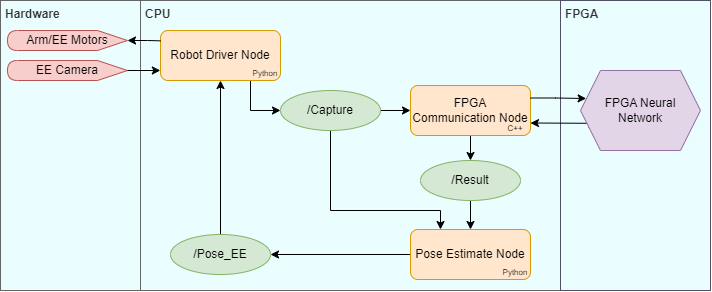 Hardware
CPU
FPGA
Arm/EE Motors
EE Camera
Robot Driver Node
Python
/Capture
FPGA
Communication Node
C++
FPGA Neural
Network
/Result
/Pose_EE
Pose Estimate Node
Python